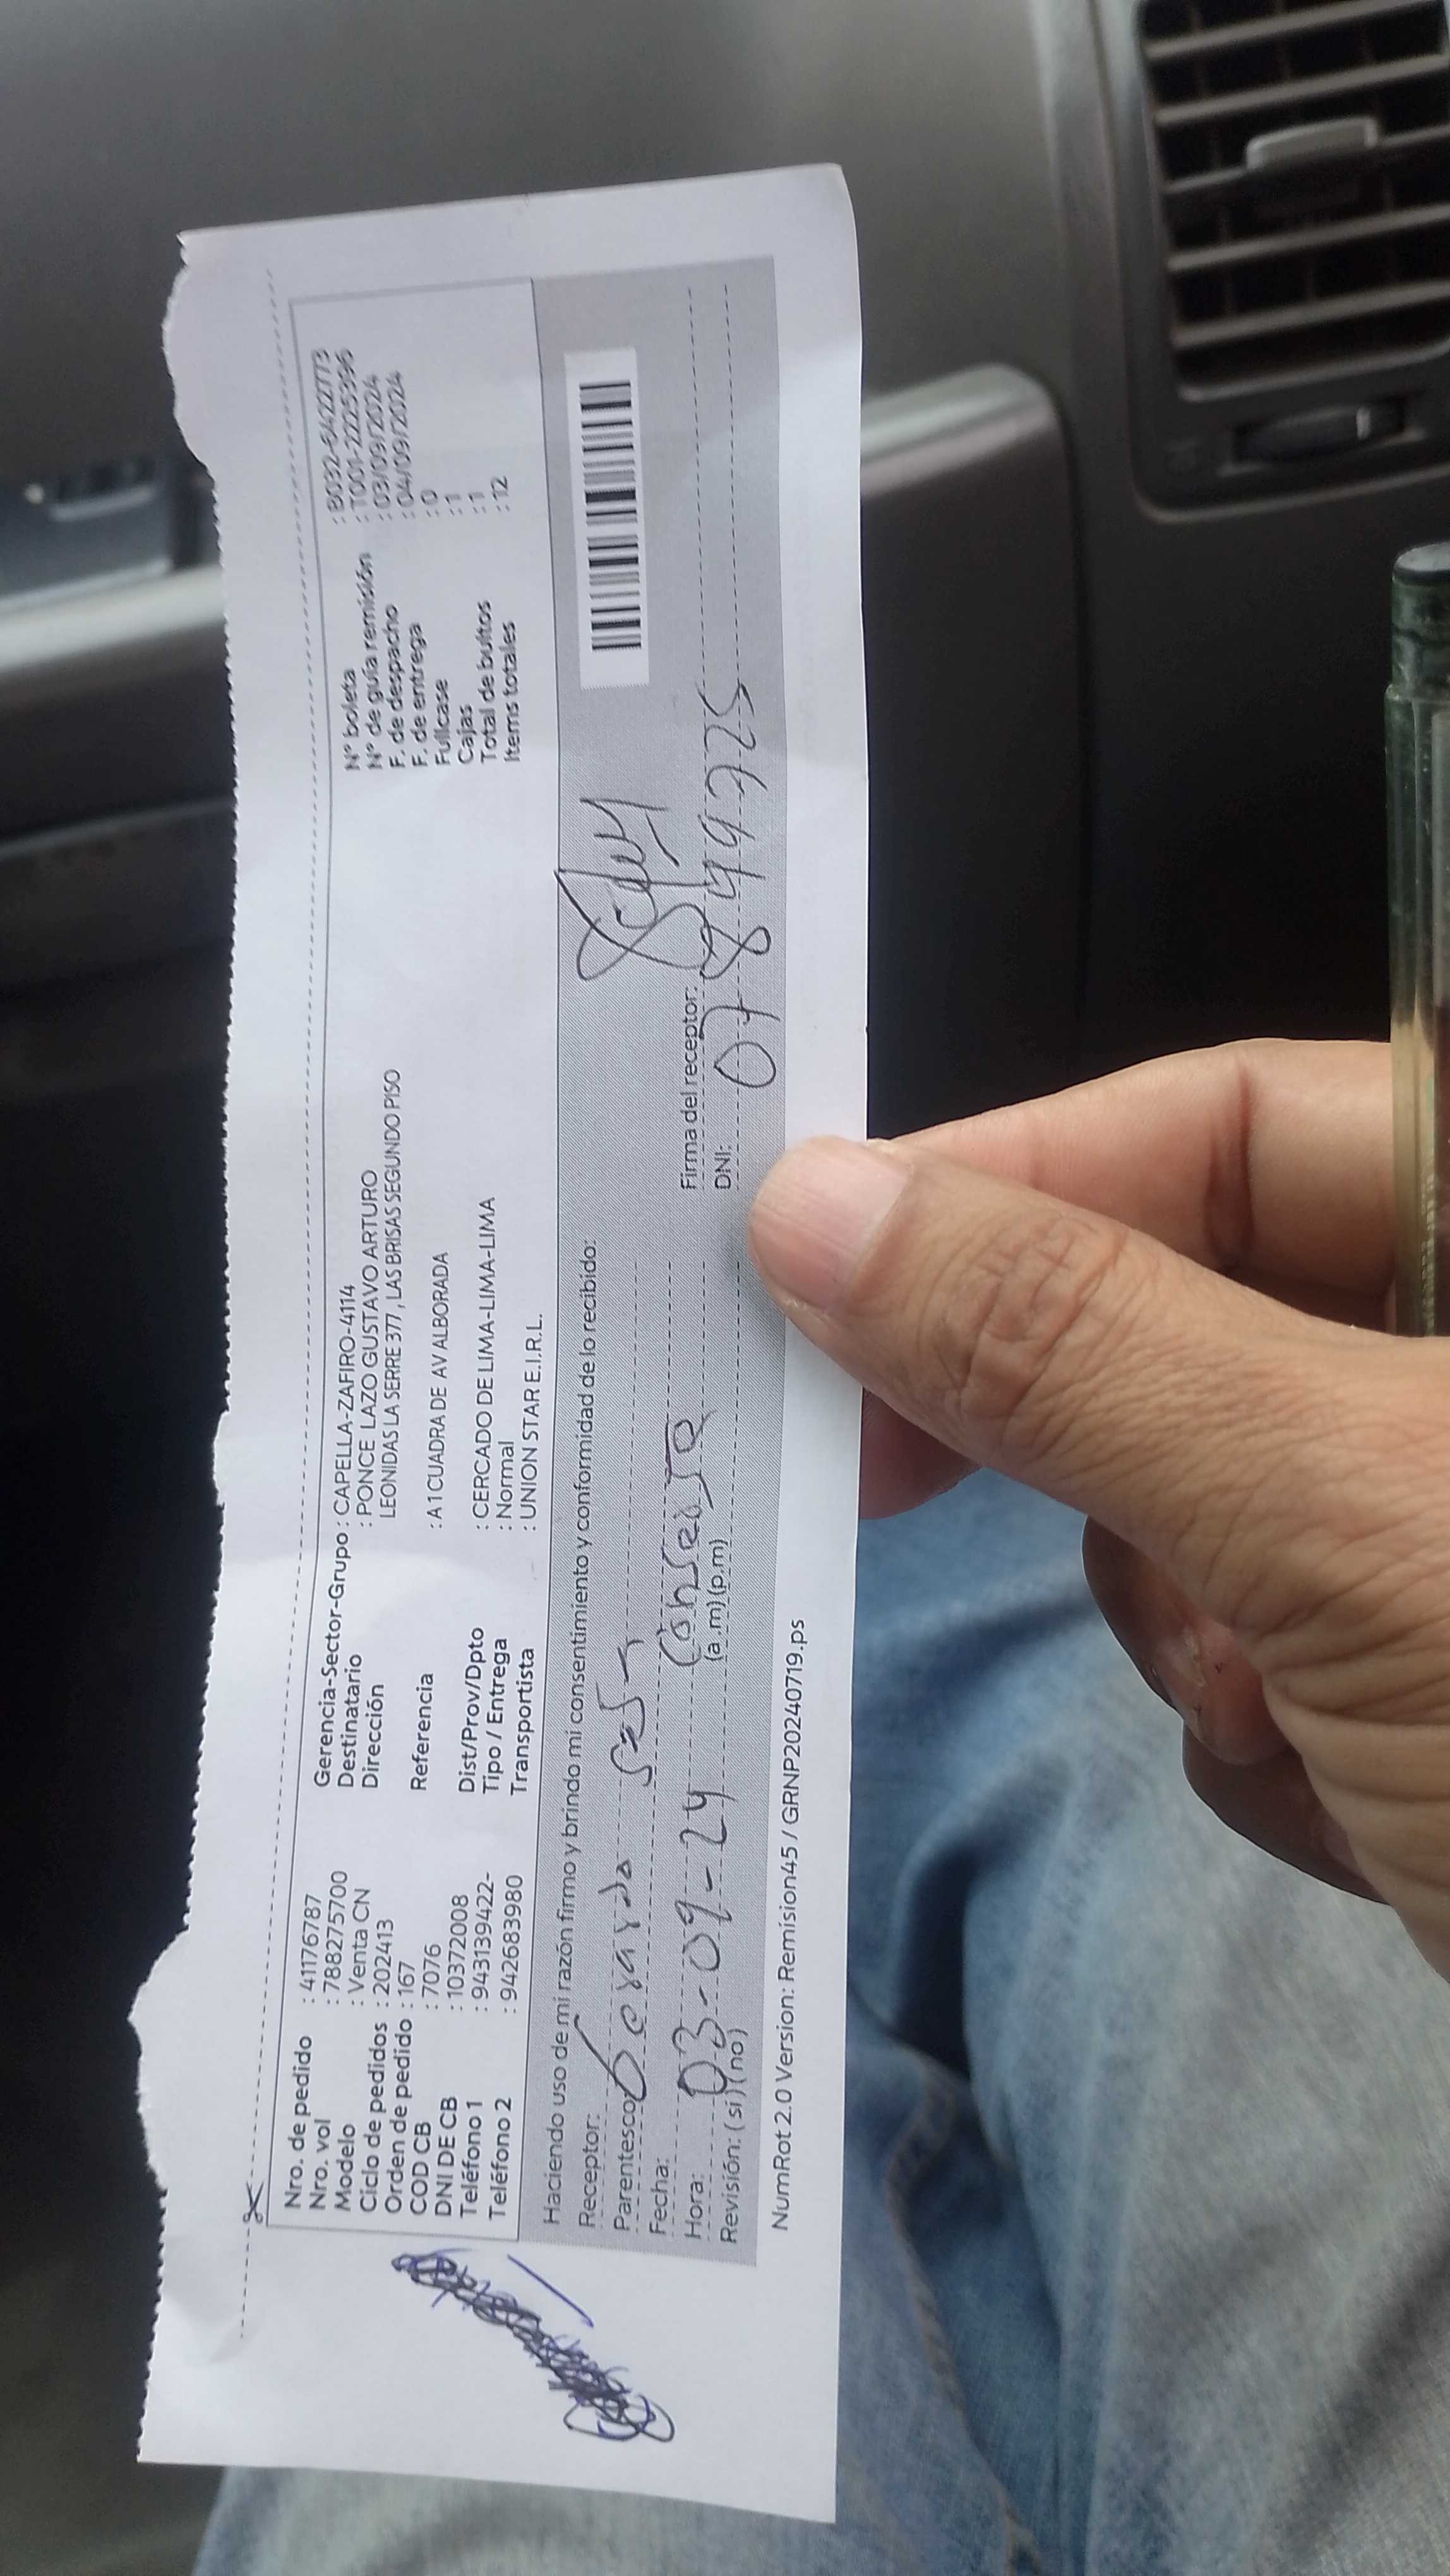 Nro. de pedido : 41176787
Nro. vol : 788275700
Modelo : Venta CN
Ciclo de pedidos : 202413
Orden de pedido : 167
COD CB : 7076
DNI DE CB : 10372008
Teléfono 1 : 943139422-
Teléfono 2 : 942683980
Gerencia-Sector-Grupo : CAPELLA-ZAFIRO-4114
Destinatario : PONCE LAZO GUSTAVO ARTURO
Dirección LEONIDAS LA SERRE 377, LAS BRISAS SEGUNDO PISO
Referencia : A 1 CUADRA DE AV ALBORADA
Dist/Prov/Dpto : CERCADO DE LIMA-LIMA-LIMA
Tipo / Entrega : Normal
Transportista : UNION STAR E.I.R.L.
N° boleta : B032-04522773
N° de guía remisión : T001-22225396
F. de despacho : 03/09/2024
F. de entrega : 04/09/2024
Fullcase : 0
Cajas : 1
Total de bultos : 1
Items totales : 12
Haciendo uso de mi razón firmo y brindo mi consentimiento y conformidad de lo recibido:
Receptor:
Parentesco:
Fecha:
Hora: 03-09-24 (a.m) (p.m)
Revisión: (si) (no)
Firma del receptor:
DNI:
NumRot 2.0 Version: Remision45 / GRNP20240719.ps